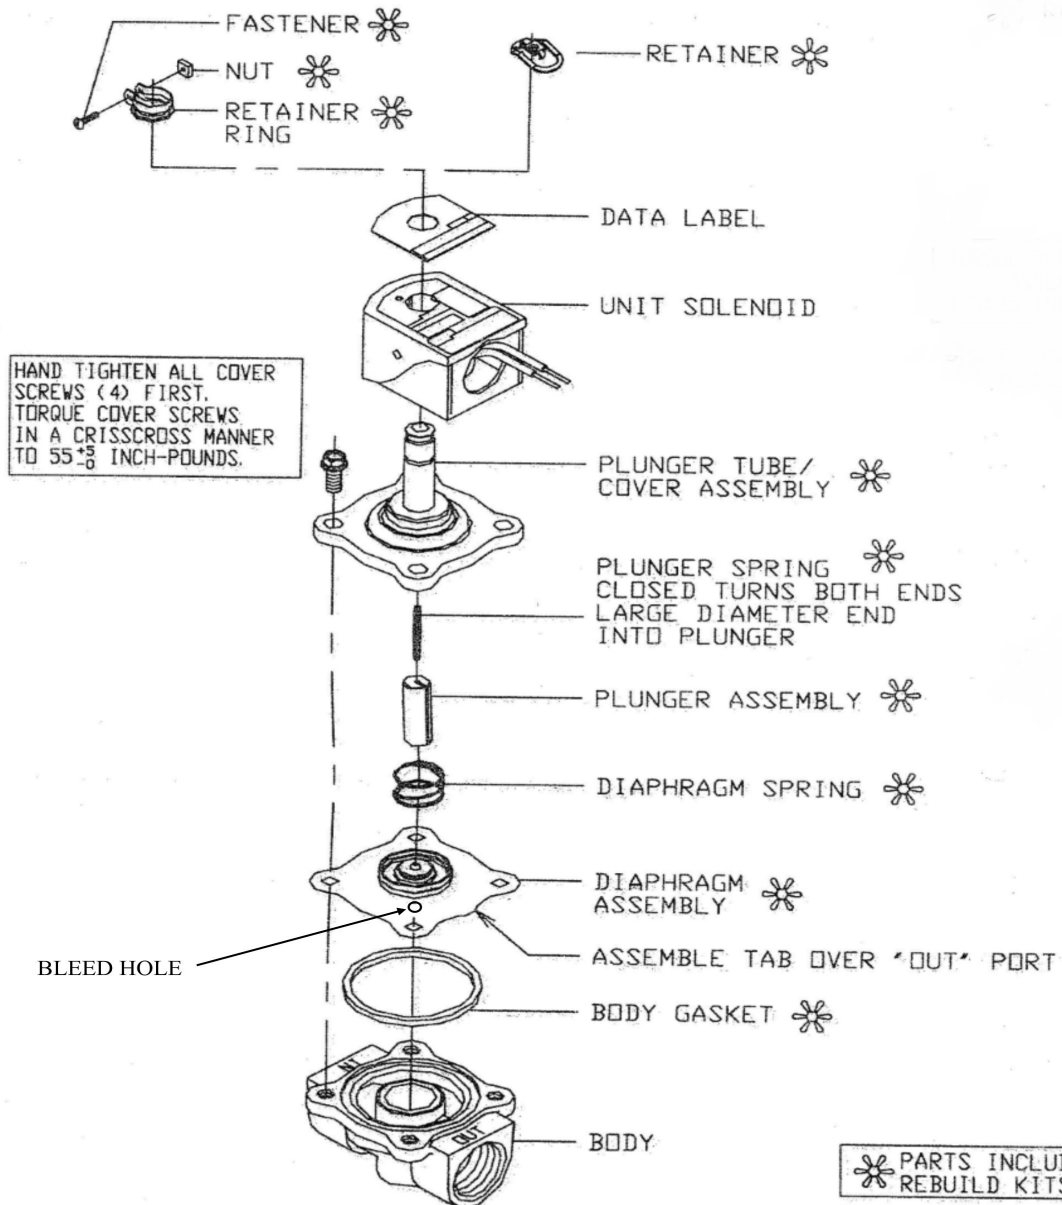 FASTENER
NUT
RETAINER
RING
RETAINER
DATA LABEL
UNIT SOLENOID
HAND TIGHTEN ALL COVER
SCREWS (4) FIRST.
TORQUE COVER SCREWS
IN A CRISSCROSS MANNER
TO 55 +5 -0 INCH-POUNDS.
PLUNGER TUBE/
COVER ASSEMBLY
PLUNGER SPRING
CLOSED TURNS BOTH ENDS
LARGE DIAMETER END
INTO PLUNGER
PLUNGER ASSEMBLY
DIAPHRAGM SPRING
DIAPHRAGM
ASSEMBLY
ASSEMBLE TAB OVER "OUT" PORT
BLEED HOLE
BODY GASKET
OUT
BODY
PARTS
REBUILD